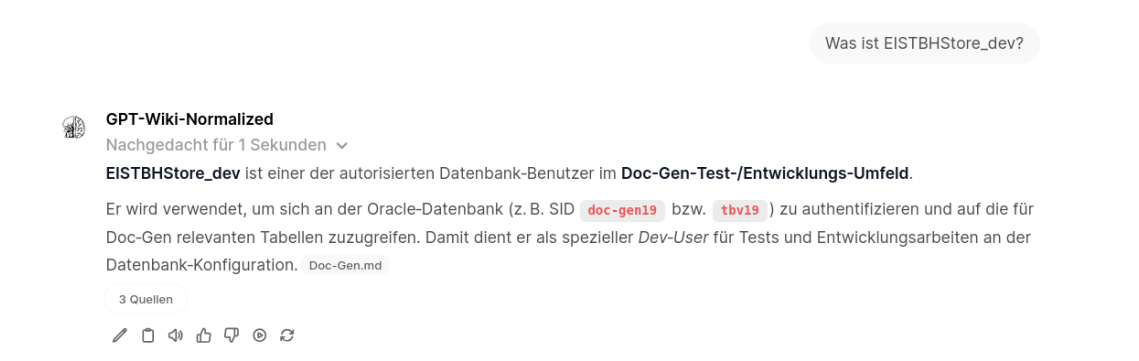 Was ist EISTBHStore_dev?
GPT-Wiki-Normalized
Nachgedacht für 1 Sekunden
EISTBHStore_dev ist einer der autorisierten Datenbank-Benutzer im Doc-Gen-Test-/Entwicklungs-Umfeld.
Er wird verwendet, um sich an der Oracle-Datenbank (z. B. SID doc-gen19 bzw. tbv19) zu authentifizieren und auf die für
Doc-Gen relevanten Tabellen zuzugreifen. Damit dient er als spezieller Dev-User für Tests und Entwicklungsarbeiten an der
Datenbank-Konfiguration. Doc-Gen.md
3 Quellen